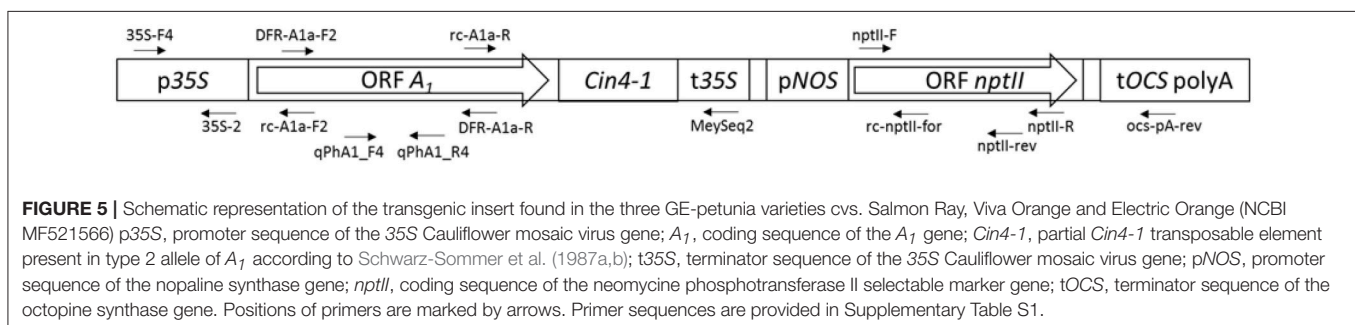 35S-F4 DFR-A1a-F2 rc-A1a-R nptII-F
p35S ORF A1 Cin4-1 t35S pNOS ORF nptII tOCS polyA
35S-2 rc-A1a-F2 DFR-A1a-R MeySeq2 rc-nptII-for nptII-R ocs-pA-rev
qPhA1_F4 qPhA1_R4 nptII-rev
FIGURE 5 | Schematic representation of the transgenic insert found in the three GE-petunia varieties cvs. Salmon Ray, Viva Orange and Electric Orange (NCBI
MF521566) p35S, promoter sequence of the 35S Cauliflower mosaic virus gene; A1, coding sequence of the A1 gene; Cin4-1, partial Cin4-1 transposable element
present in type 2 allele of A1 according to Schwarz-Sommer et al. (1987a,b); t35S, terminator sequence of the 35S Cauliflower mosaic virus gene; pNOS, promoter
sequence of the nopaline synthase gene; nptII, coding sequence of the neomycine phosphotransferase II selectable marker gene; tOCS, terminator sequence of the
octopine synthase gene. Positions of primers are marked by arrows. Primer sequences are provided in Supplementary Table S1.